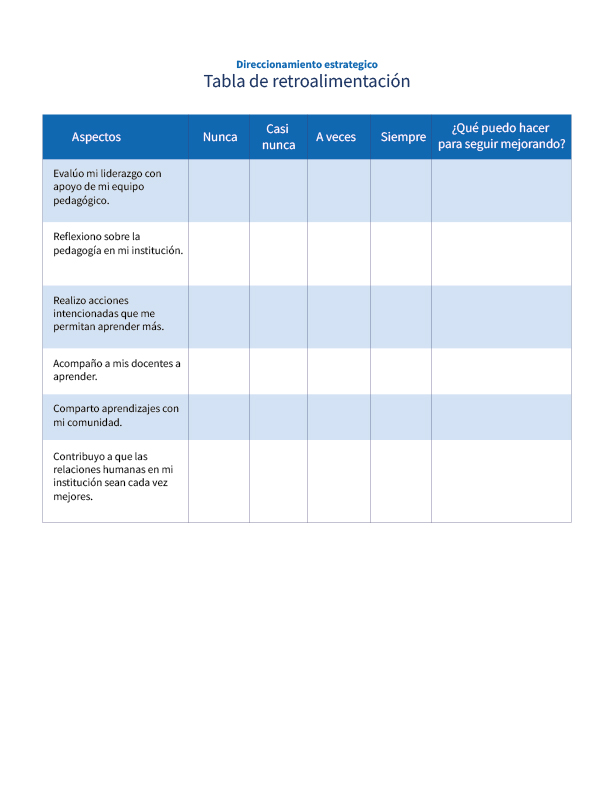 Direccionamiento estrategico
Tabla de retroalimentación
Aspectos
Nunca
Casi
nunca
A veces
Siempre
¿Qué puedo hacer
para seguir mejorando?
Evalúo mi liderazgo con
apoyo de mi equipo
pedagógico.
Reflexiono sobre la
pedagogía en mi institución.
Realizo acciones
intencionadas que me
permitan aprender más.
Acompaño a mis docentes a
aprender.
Comparto aprendizajes con
mi comunidad.
Contribuyo a que las
relaciones humanas en mi
institución sean cada vez
mejores.